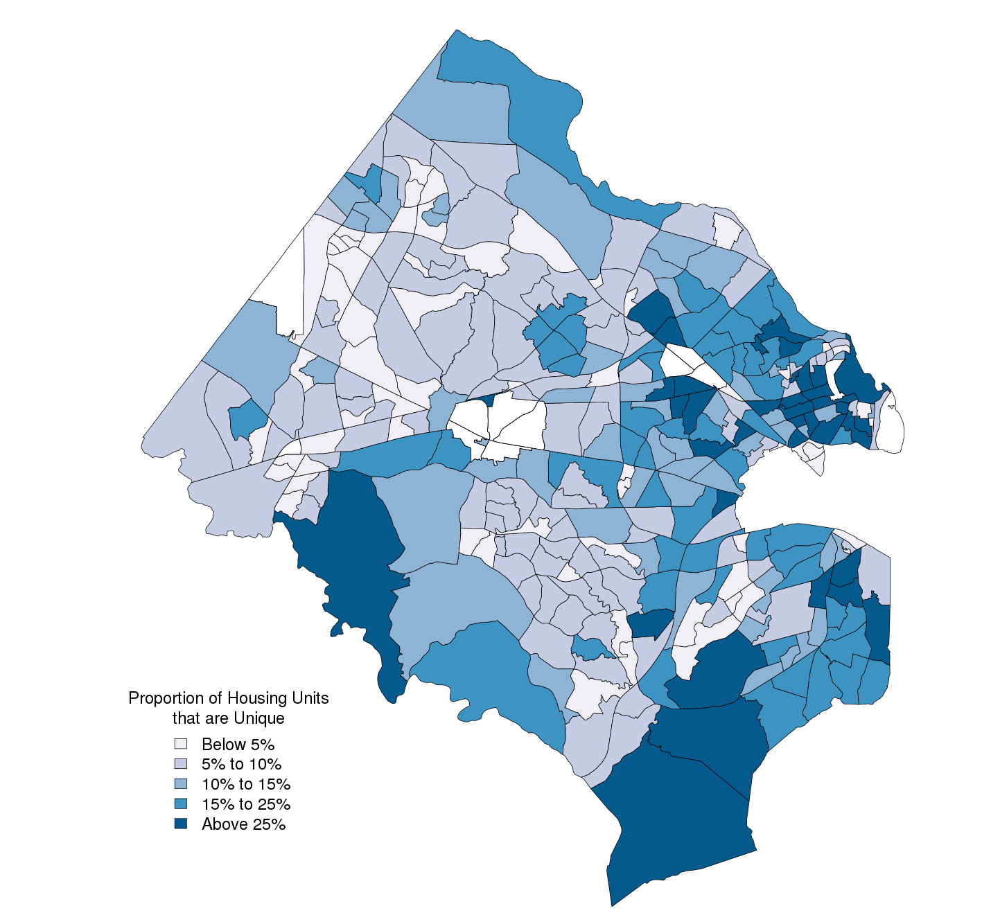 Proportion of Housing Units
that are Unique
Below 5%
5% to 10%
10% to 15%
15% to 25%
Above 25%